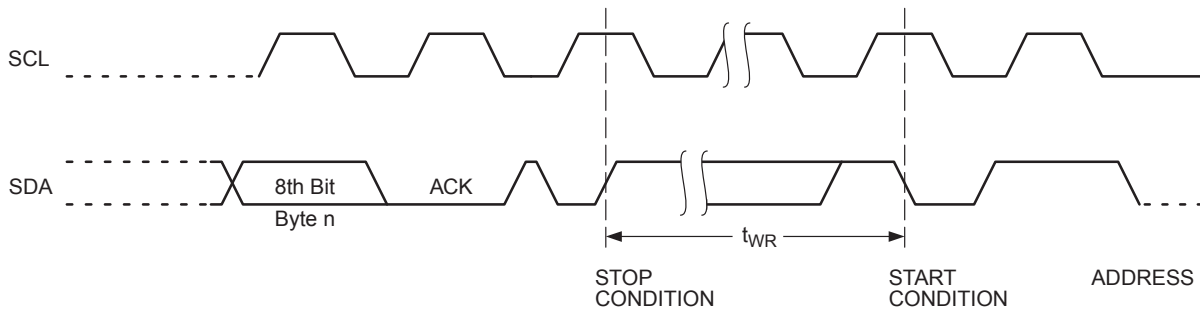 SCL
SDA
8th Bit
Byte n
ACK
tWR
STOP
CONDITION
START
CONDITION
ADDRESS